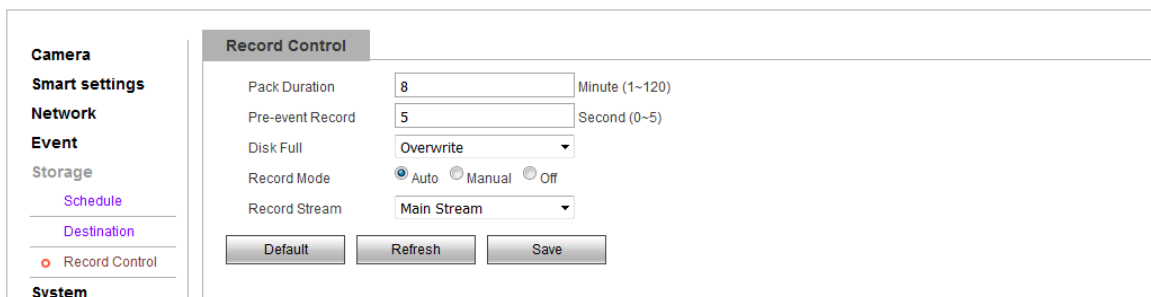 Camera
Smart settings
Network
Event
Storage
Schedule
Destination
Record Control
System
Record Control
Pack Duration 8 Minute (1~120)
Pre-event Record 5 Second (0~5)
Disk Full Overwrite
Record Mode Auto Manual Off
Record Stream Main Stream
Default Refresh Save